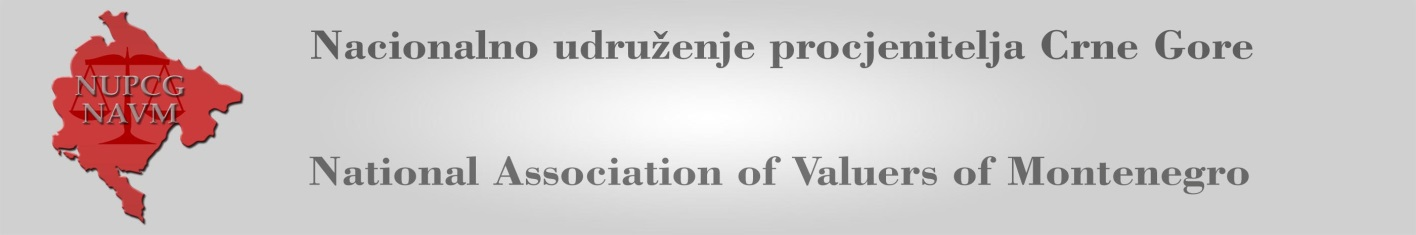 NUPCG
NAVM
Nacionalno udruženje procjenitelja Crne Gore
National Association of Valuers of Montenegro